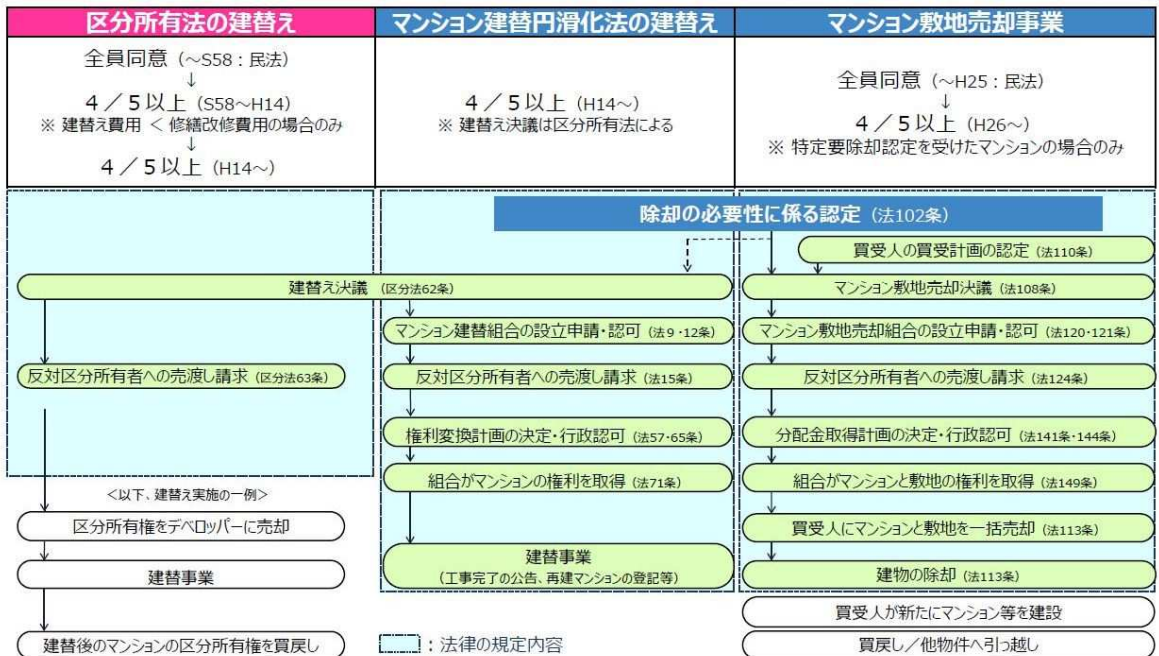 区分所有法の建替え
全員同意（～S58：民法）
↓
４／５以上（S58～H14）
※ 建替え費用 ＜ 修繕改修費用の場合のみ
↓
４／５以上（H14～）
マンション建替円滑化法の建替え
４／５以上（H14～）
※ 建替え決議は区分所有法による
マンション敷地売却事業
全員同意（～H25：民法）
↓
４／５以上（H26～）
※ 特定要除却認定を受けたマンションの場合のみ
除却の必要性に係る認定（法102条）
買受人の買受計画の認定（法110条）
建替え決議（区分法62条）
マンション敷地売却決議（法108条）
マンション建替組合の設立申請・認可（法9・12条）
マンション敷地売却組合の設立申請・認可（法120・121条）
反対区分所有者への売渡し請求（区分法63条）
反対区分所有者への売渡し請求（法15条）
反対区分所有者への売渡し請求（法124条）
権利変換計画の決定・行政認可（法57・65条）
分配金取得計画の決定・行政認可（法141条・144条）
組合がマンションの権利を取得（法71条）
組合がマンションと敷地の権利を取得（法149条）
＜以下、建替え実施の一例＞
区分所有権をデベロッパーに売却
買受人にマンションと敷地を一括売却（法113条）
建替事業
建替事業
（工事完了の公告、再建マンションの登記等）
建物の除却（法113条）
買受人が新たにマンション等を建設
建替後のマンションの区分所有権を買戻し
：法律の規定内容
買戻し／他物件へ引っ越し